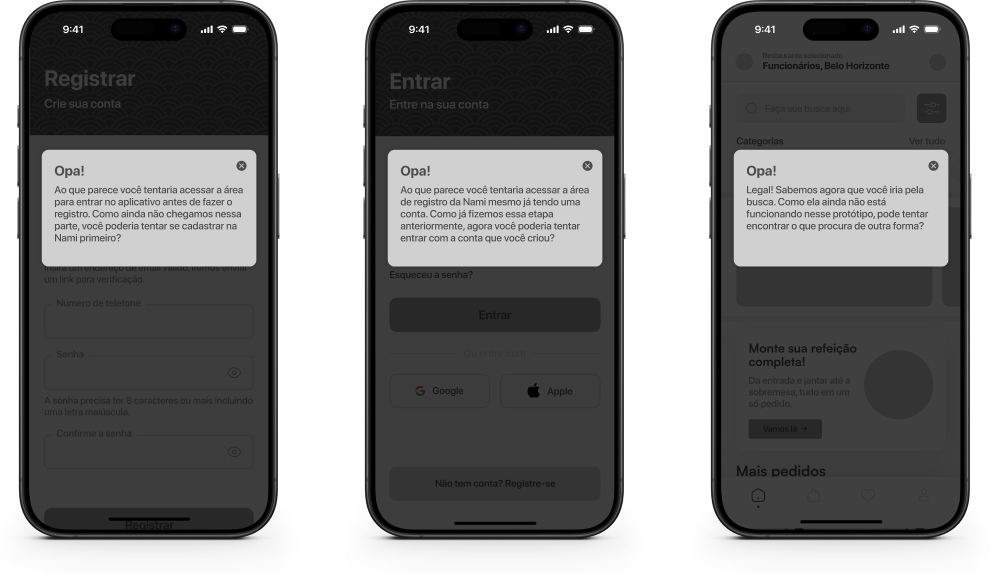 9:41
Registrar
Crie sua conta
Opa!
Ao que parece você tentaria acessar a área
para entrar no aplicativo antes de fazer o
registro. Como ainda não chegamos nessa
parte, você poderia tentar se cadastrar na
Nami primeiro?
Insira um endereço de email válido. Iremos enviar
um link para verificação.
Número de telefone
Senha
A senha precisa ter 8 caracteres ou mais incluindo
uma letra maiúscula.
Confirme a senha
Registrar
9:41
Entrar
Entre na sua conta
Opa!
Ao que parece você tentaria acessar a área
de registro da Nami mesmo já tendo uma
conta. Como já fizemos essa etapa
anteriormente, agora você poderia tentar
entrar com a conta que você criou?
Esqueceu a senha?
Entrar
Ou entre com
Google
Apple
Não tem conta? Registre-se
9:41
Restaurante selecionado
Funcionários, Belo Horizonte
Faça sua busca aqui
Categorias
Ver tudo
Opa!
Legal! Sabemos agora que você iria pela
busca. Como ela ainda não está
funcionando nesse protótipo, pode tentar
encontrar o que procura de outra forma?
Monte sua refeição
completa!
Da entrada e jantar até a
sobremesa, tudo em um
só pedido.
Vamos lá →
Mais pedidos